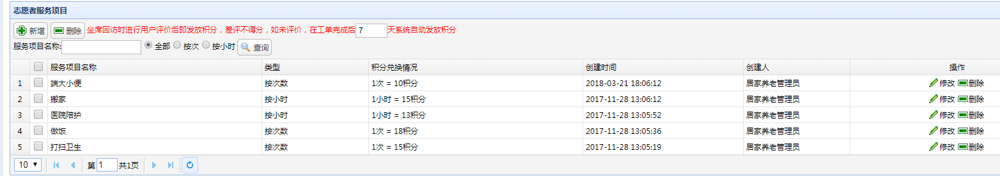 志愿者服务项目
新增 删除 坐席回访时进行用户评价后即发放积分，差评不得分，如未评价，在工单完成后 7 天系统自动发放积分
服务项目名称: 全部 按次 按小时 查询
服务项目名称 类型 积分兑换情况 创建时间 创建人 操作
1 端大小便 按次数 1次 = 10积分 2018-03-21 18:06:12 居家养老管理员 修改 删除
2 搬家 按小时 1小时 = 15积分 2017-11-28 13:06:12 居家养老管理员 修改 删除
3 医院陪护 按小时 1小时 = 13积分 2017-11-28 13:05:52 居家养老管理员 修改 删除
4 做饭 按次数 1次 = 18积分 2017-11-28 13:05:36 居家养老管理员 修改 删除
5 打扫卫生 按次数 1次 = 15积分 2017-11-28 13:05:19 居家养老管理员 修改 删除
10 第 1 共1页